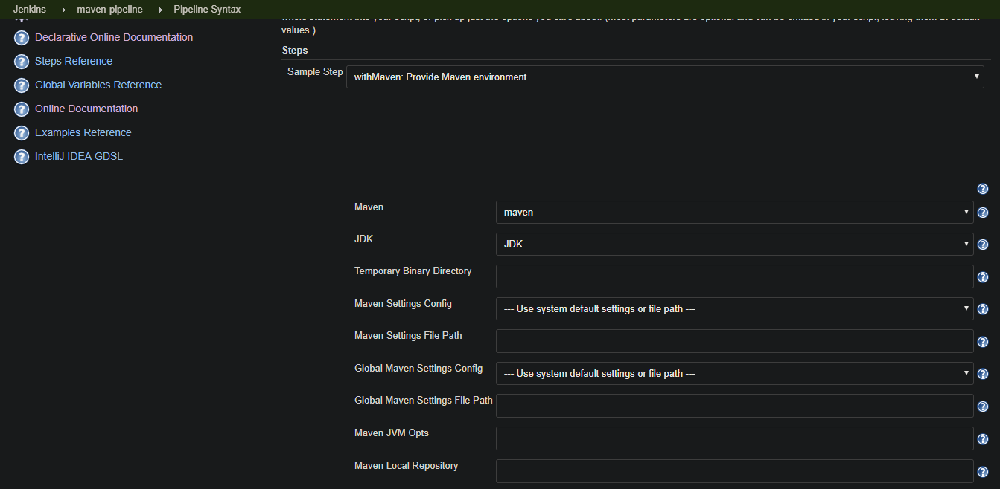 Jenkins maven-pipeline Pipeline Syntax
values.)
Declarative Online Documentation
Steps Reference
Global Variables Reference
Online Documentation
Examples Reference
IntelliJ IDEA GDSL
Steps
Sample Step withMaven: Provide Maven environment
Maven maven
JDK JDK
Temporary Binary Directory
Maven Settings Config --- Use system default settings or file path ---
Maven Settings File Path
Global Maven Settings Config --- Use system default settings or file path ---
Global Maven Settings File Path
Maven JVM Opts
Maven Local Repository